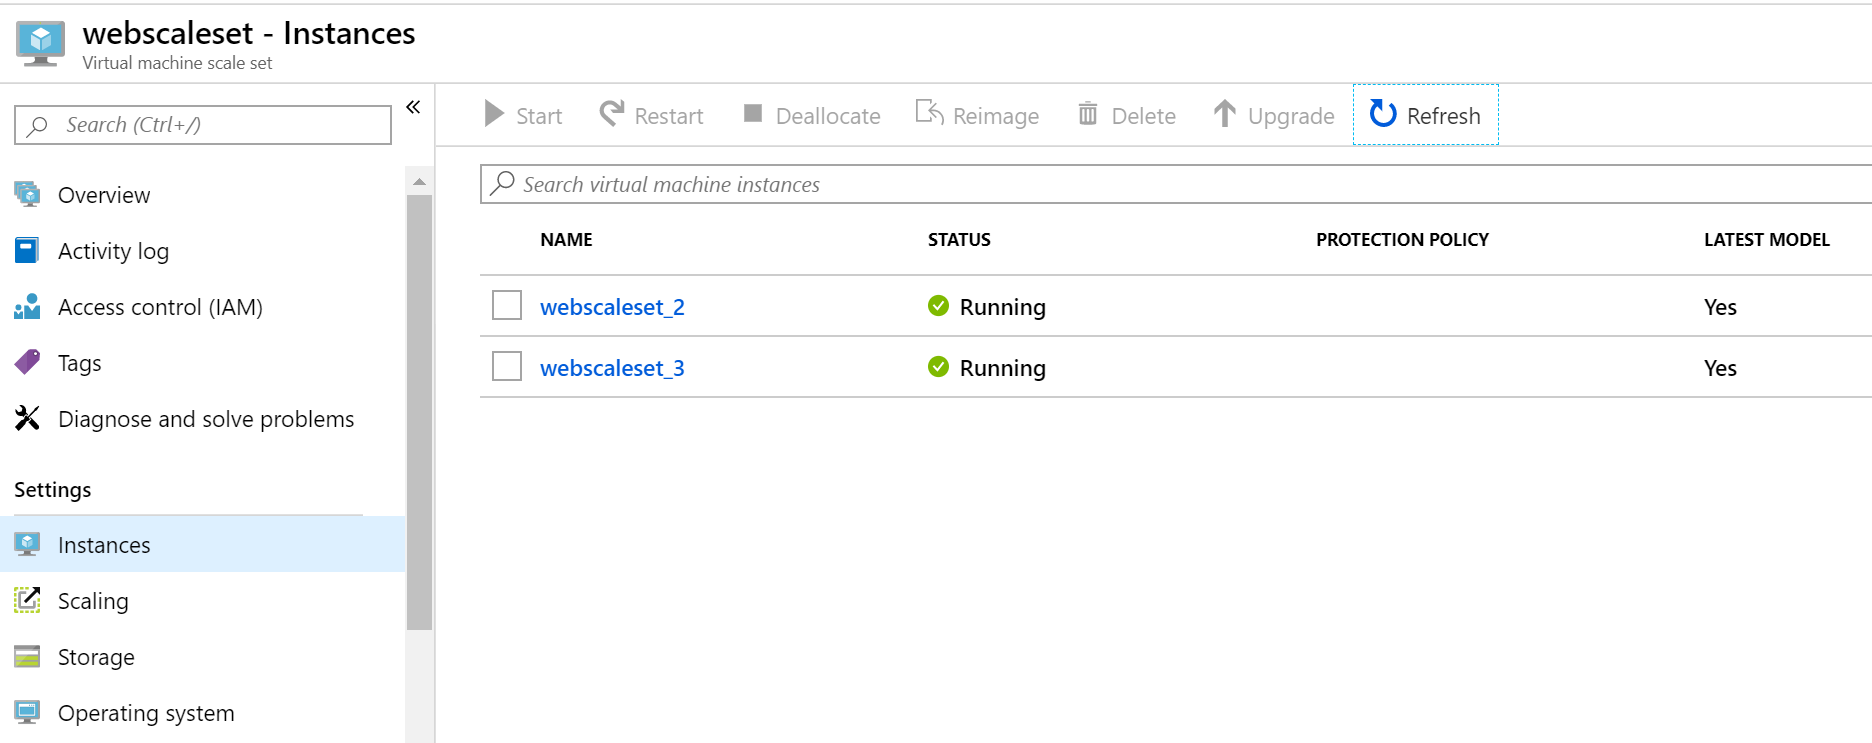 webscaleset - Instances
Virtual machine scale set
Search (Ctrl+/)
Overview
Activity log
Access control (IAM)
Tags
Diagnose and solve problems
Settings
Instances
Scaling
Storage
Operating system
Start Restart Deallocate Reimage Delete Upgrade Refresh
Search virtual machine instances
NAME STATUS PROTECTION POLICY LATEST MODEL
webscaleset_2 Running Yes
webscaleset_3 Running Yes